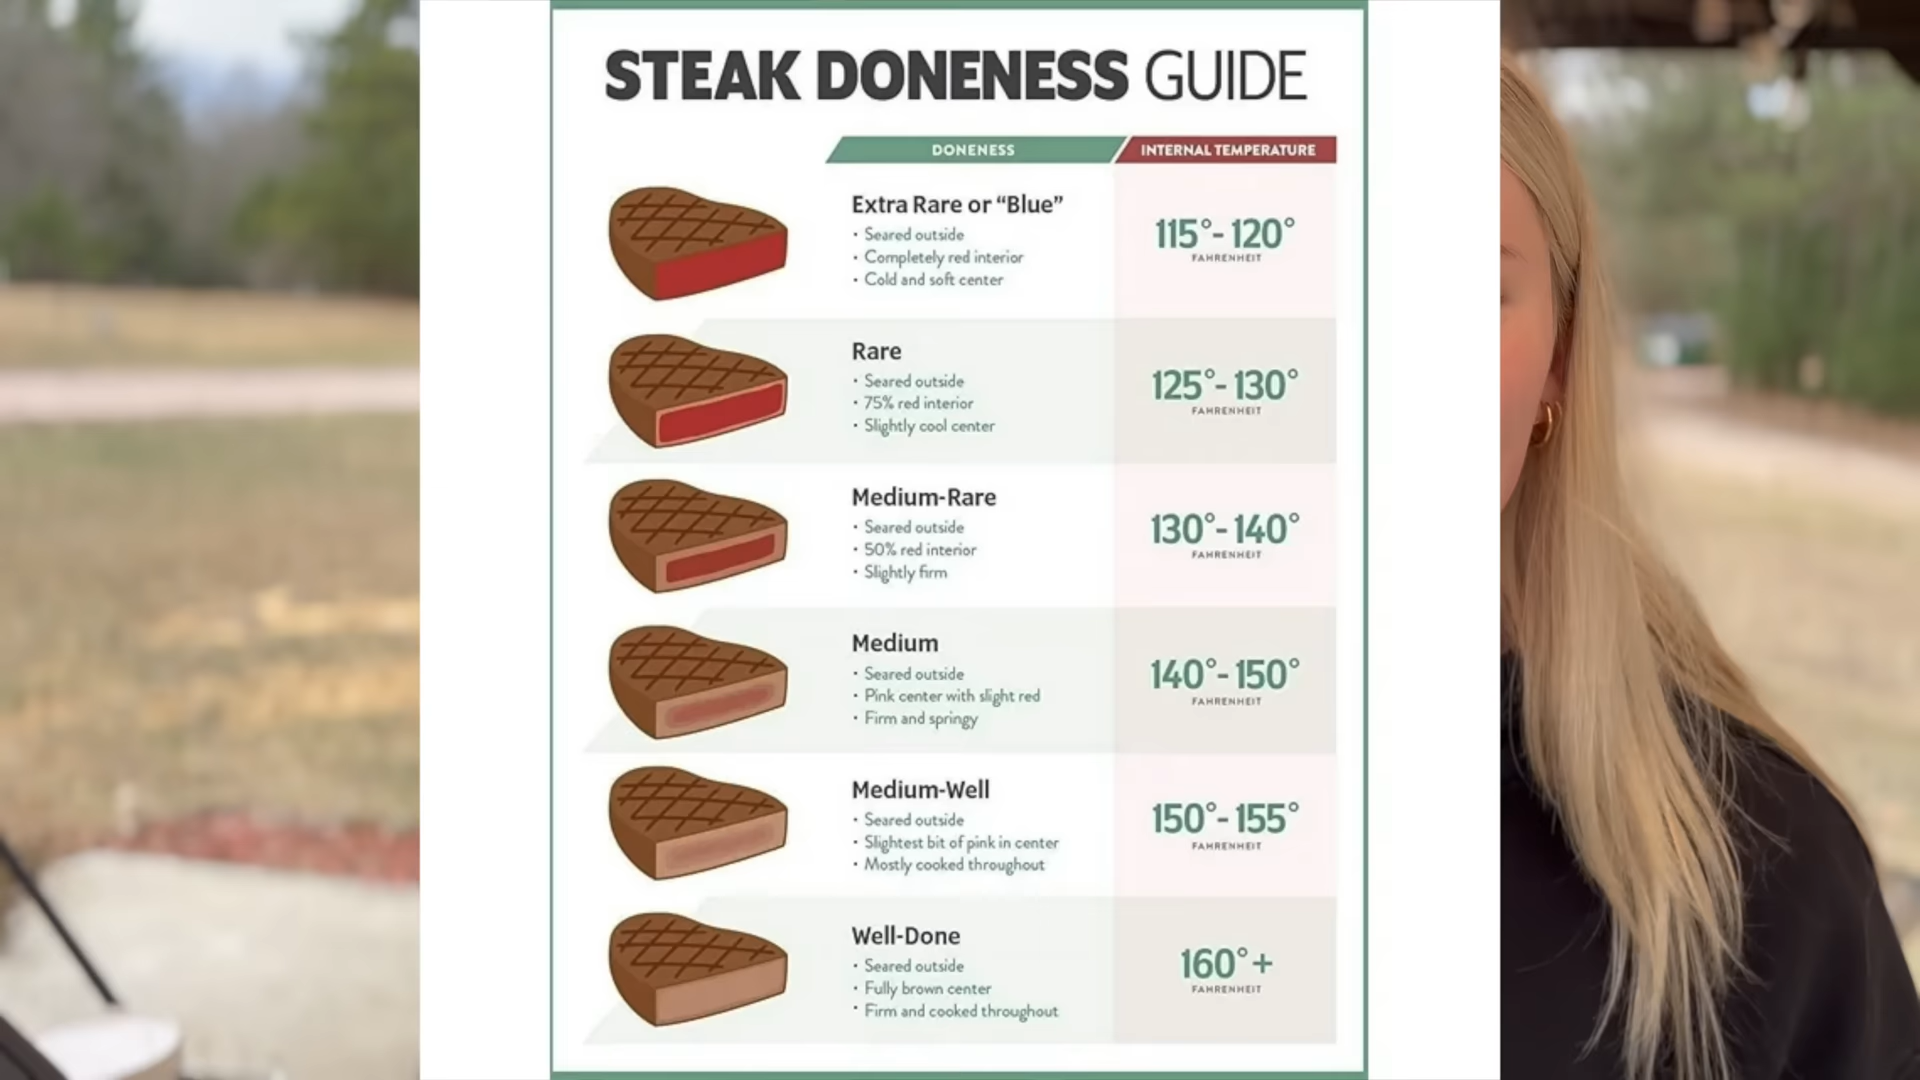 STEAK DONENESS GUIDE
DONENESS
INTERNAL TEMPERATURE
Extra Rare or “Blue”
• Seared outside
• Completely red interior
• Cold and soft center
115°- 120°
FAHRENHEIT
Rare
• Seared outside
• 75% red interior
• Slightly cool center
125°- 130°
FAHRENHEIT
Medium-Rare
• Seared outside
• 50% red interior
• Slightly firm
130°- 140°
FAHRENHEIT
Medium
• Seared outside
• Pink center with slight red
• Firm and springy
140°- 150°
FAHRENHEIT
Medium-Well
• Seared outside
• Slightest bit of pink in center
• Mostly cooked throughout
150°- 155°
FAHRENHEIT
Well-Done
• Seared outside
• Fully brown center
• Firm and cooked throughout
160°+
FAHRENHEIT